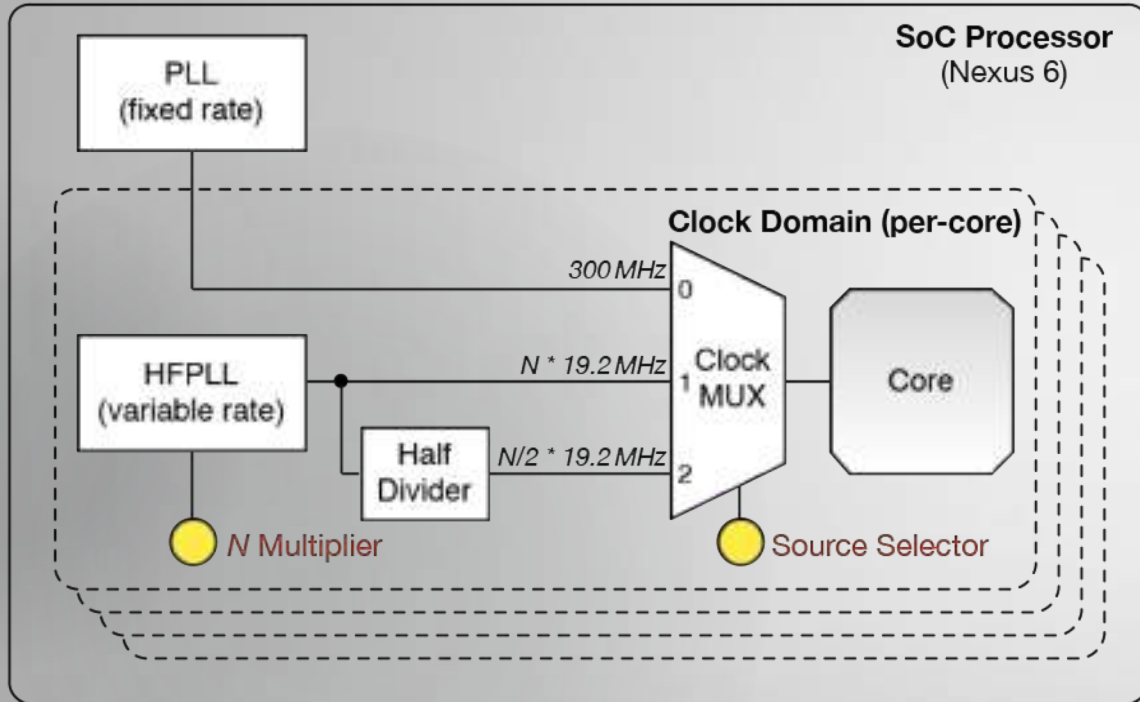 SoC Processor
(Nexus 6)
PLL
(fixed rate)
Clock Domain (per-core)
300 MHz
0
HFPLL
(variable rate)
N * 19.2 MHz
1
Clock
MUX
Core
Half
Divider
N/2 * 19.2 MHz
2
N Multiplier
Source Selector